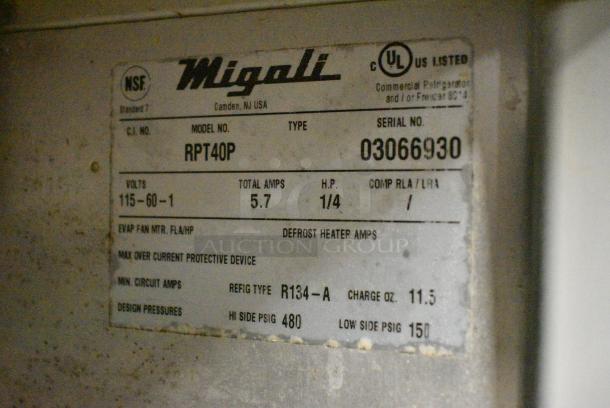 NSF Migali C UL US LISTED
Standard 7 Camden, NJ USA Commercial Refrigerator
and / or Freezer
C.I. NO. MODEL NO. TYPE SERIAL NO.
RPT40P 03066930
VOLTS TOTAL AMPS H.P. COMP RLA / LRA
115-60-1 5.7 1/4 /
EVAP FAN MTR. FLA/HP DEFROST HEATER AMPS
AUCTION GROUP
MAX OVER CURRENT PROTECTIVE DEVICE
MIN. CIRCUIT AMPS REFIG TYPE R134-A CHARGE OZ. 11.5
DESIGN PRESSURES HI SIDE PSIG 480 LOW SIDE PSIG 150